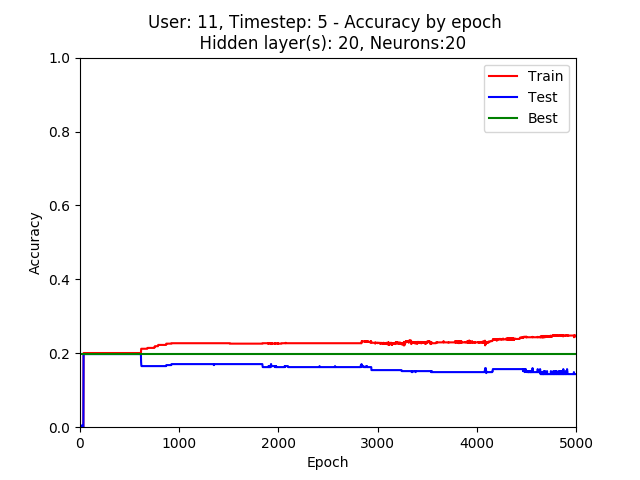 User: 11, Timestep: 5 - Accuracy by epoch
Hidden layer(s): 20, Neurons:20
1.0
0.8
0.6
0.4
0.2
0.0
Accuracy
Train
Test
Best
0 1000 2000 3000 4000 5000
Epoch